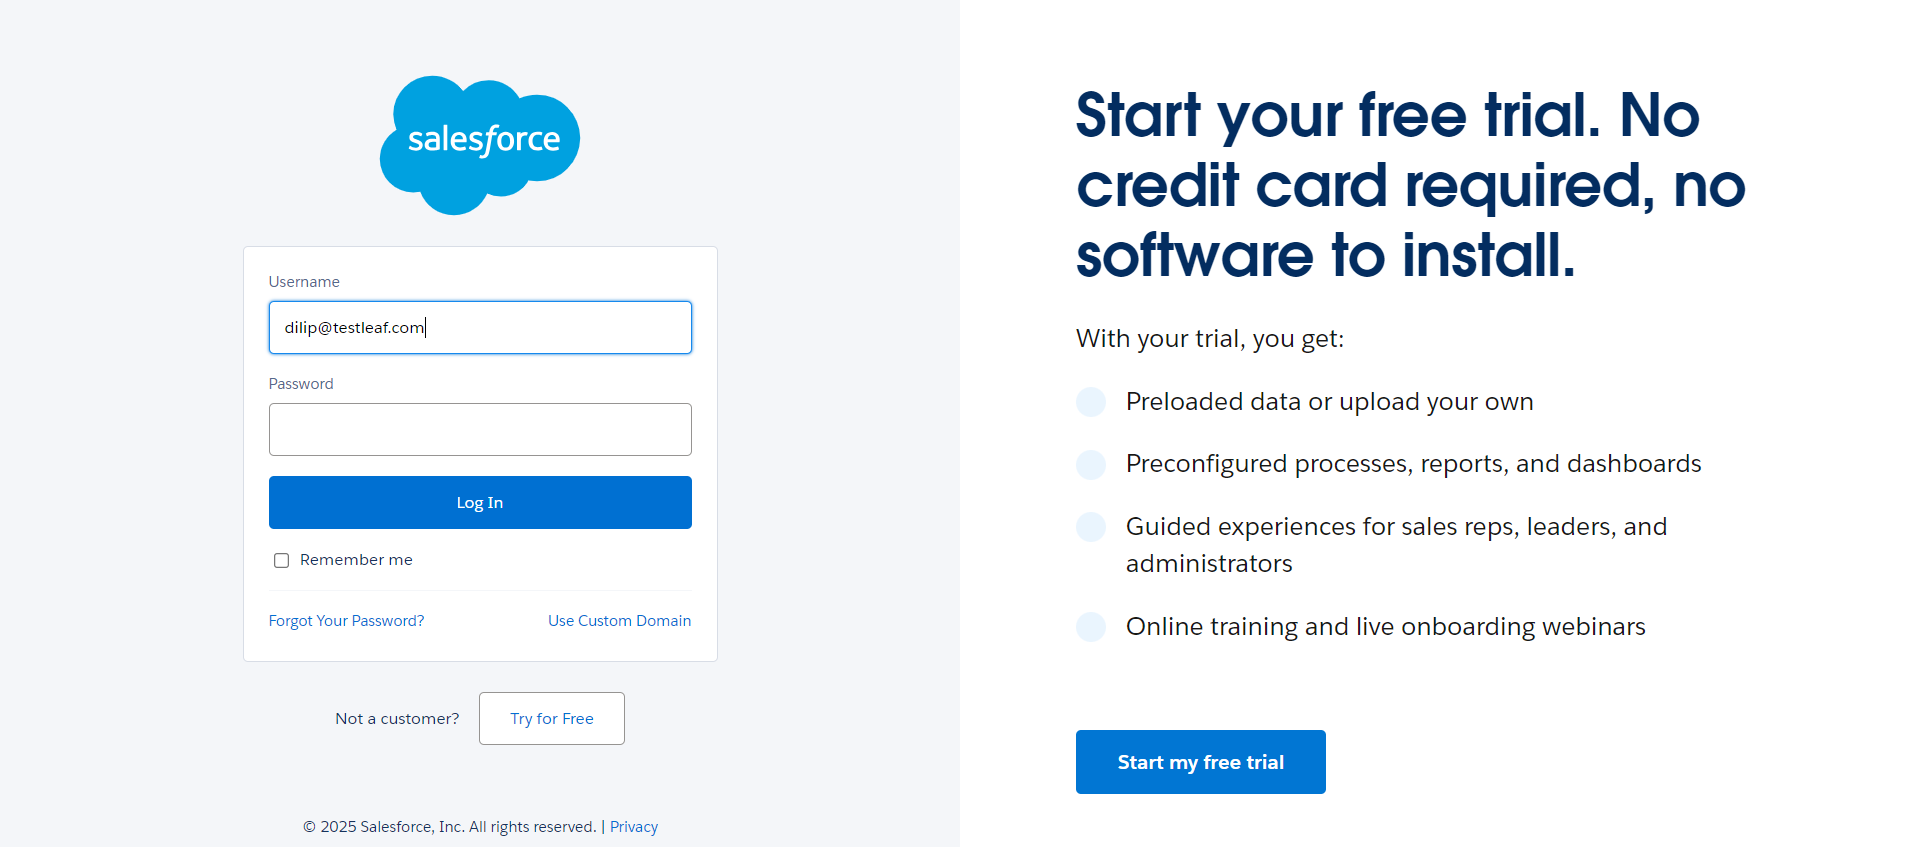 salesforce
Username
dilip@testleaf.com
Password
Log In
Remember me
Forgot Your Password?
Use Custom Domain
Not a customer?
Try for Free
© 2025 Salesforce, Inc. All rights reserved. | Privacy
Start your free trial. No
credit card required, no
software to install.
With your trial, you get:
Preloaded data or upload your own
Preconfigured processes, reports, and dashboards
Guided experiences for sales reps, leaders, and
administrators
Online training and live onboarding webinars
Start my free trial